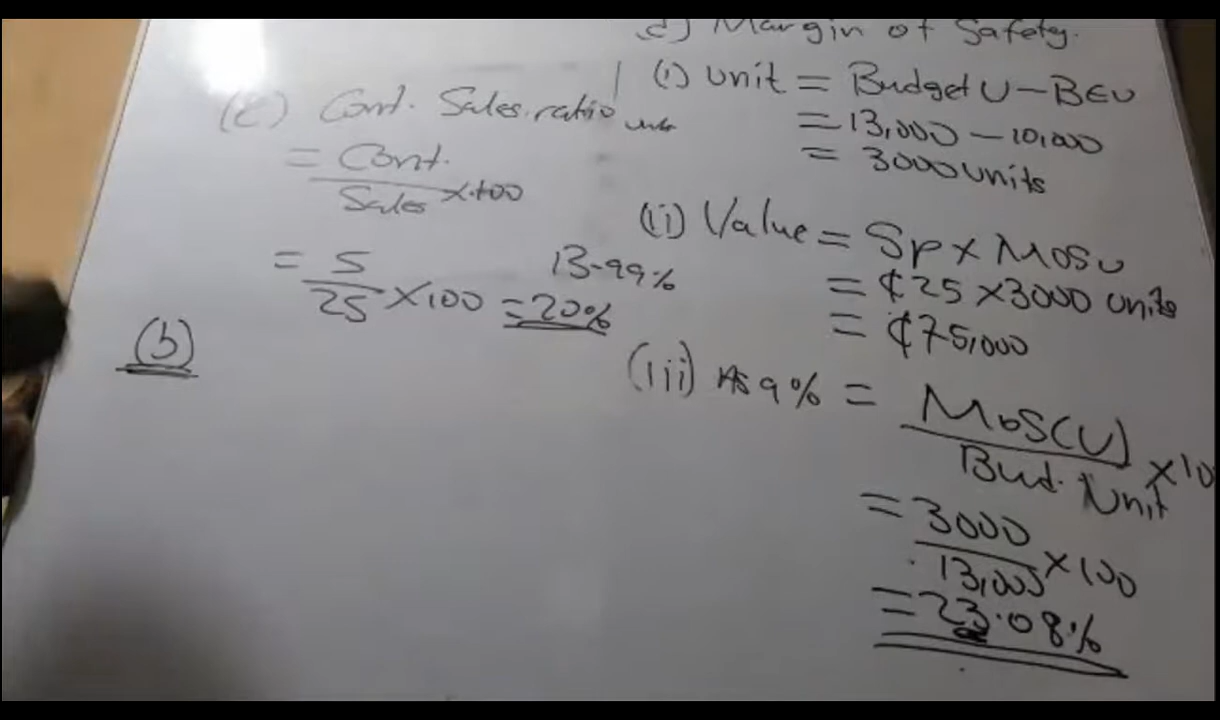 (c) Cont. Sales. ratio
= Cont.
Sales × 100
= 5
25 × 100 = 20%
13-99%
(b)
d) Margin of Safety.
(i) unit = Budget U - BEU
= 13,000 - 10,000
= 3000 units
(ii) Value = Sp × MOSU
= ¢25 × 3000 units
= ¢75,000
(iii) As a % = MOS(U)
Bud. Unit × 10
= 3000
13,000 × 100
= 23.08%